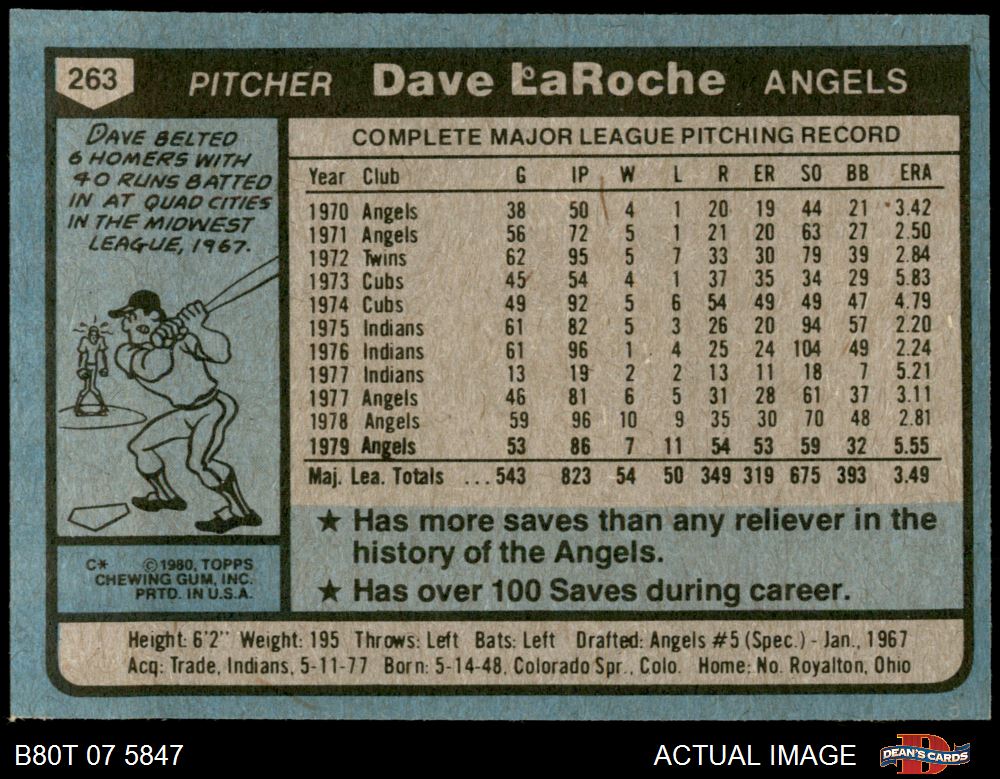 263
PITCHER Dave LaRoche ANGELS
DAVE BELTED
6 HOMERS WITH
40 RUNS BATTED
IN AT QUAD CITIES
IN THE MIDWEST
LEAGUE, 1967.
COMPLETE MAJOR LEAGUE PITCHING RECORD
Year Club G IP W L R ER SO BB ERA
1970 Angels 38 50 4 1 20 19 44 21 3.42
1971 Angels 56 72 5 1 21 20 63 27 2.50
1972 Twins 62 95 5 7 33 30 79 39 2.84
1973 Cubs 45 54 4 1 37 35 34 29 5.83
1974 Cubs 49 92 5 6 54 49 49 47 4.79
1975 Indians 61 82 5 3 26 20 94 57 2.20
1976 Indians 61 96 1 4 25 24 104 49 2.24
1977 Indians 13 19 2 2 13 11 18 7 5.21
1977 Angels 46 81 6 5 31 28 61 37 3.11
1978 Angels 59 96 10 9 35 30 70 48 2.81
1979 Angels 53 86 7 11 54 53 59 32 5.55
Maj. Lea. Totals ...543 823 54 50 349 319 675 393 3.49
★ Has more saves than any reliever in the
history of the Angels.
★ Has over 100 Saves during career.
C* ©1980, TOPPS
CHEWING GUM, INC.
PRTD. IN U.S.A.
Height: 6'2" Weight: 195 Throws: Left Bats: Left Drafted: Angels #5 (Spec.) - Jan., 1967
Acq: Trade, Indians, 5-11-77 Born: 5-14-48, Colorado Spr., Colo. Home: No. Royalton, Ohio
B80T 07 5847
ACTUAL IMAGE
DEAN'S CARDS